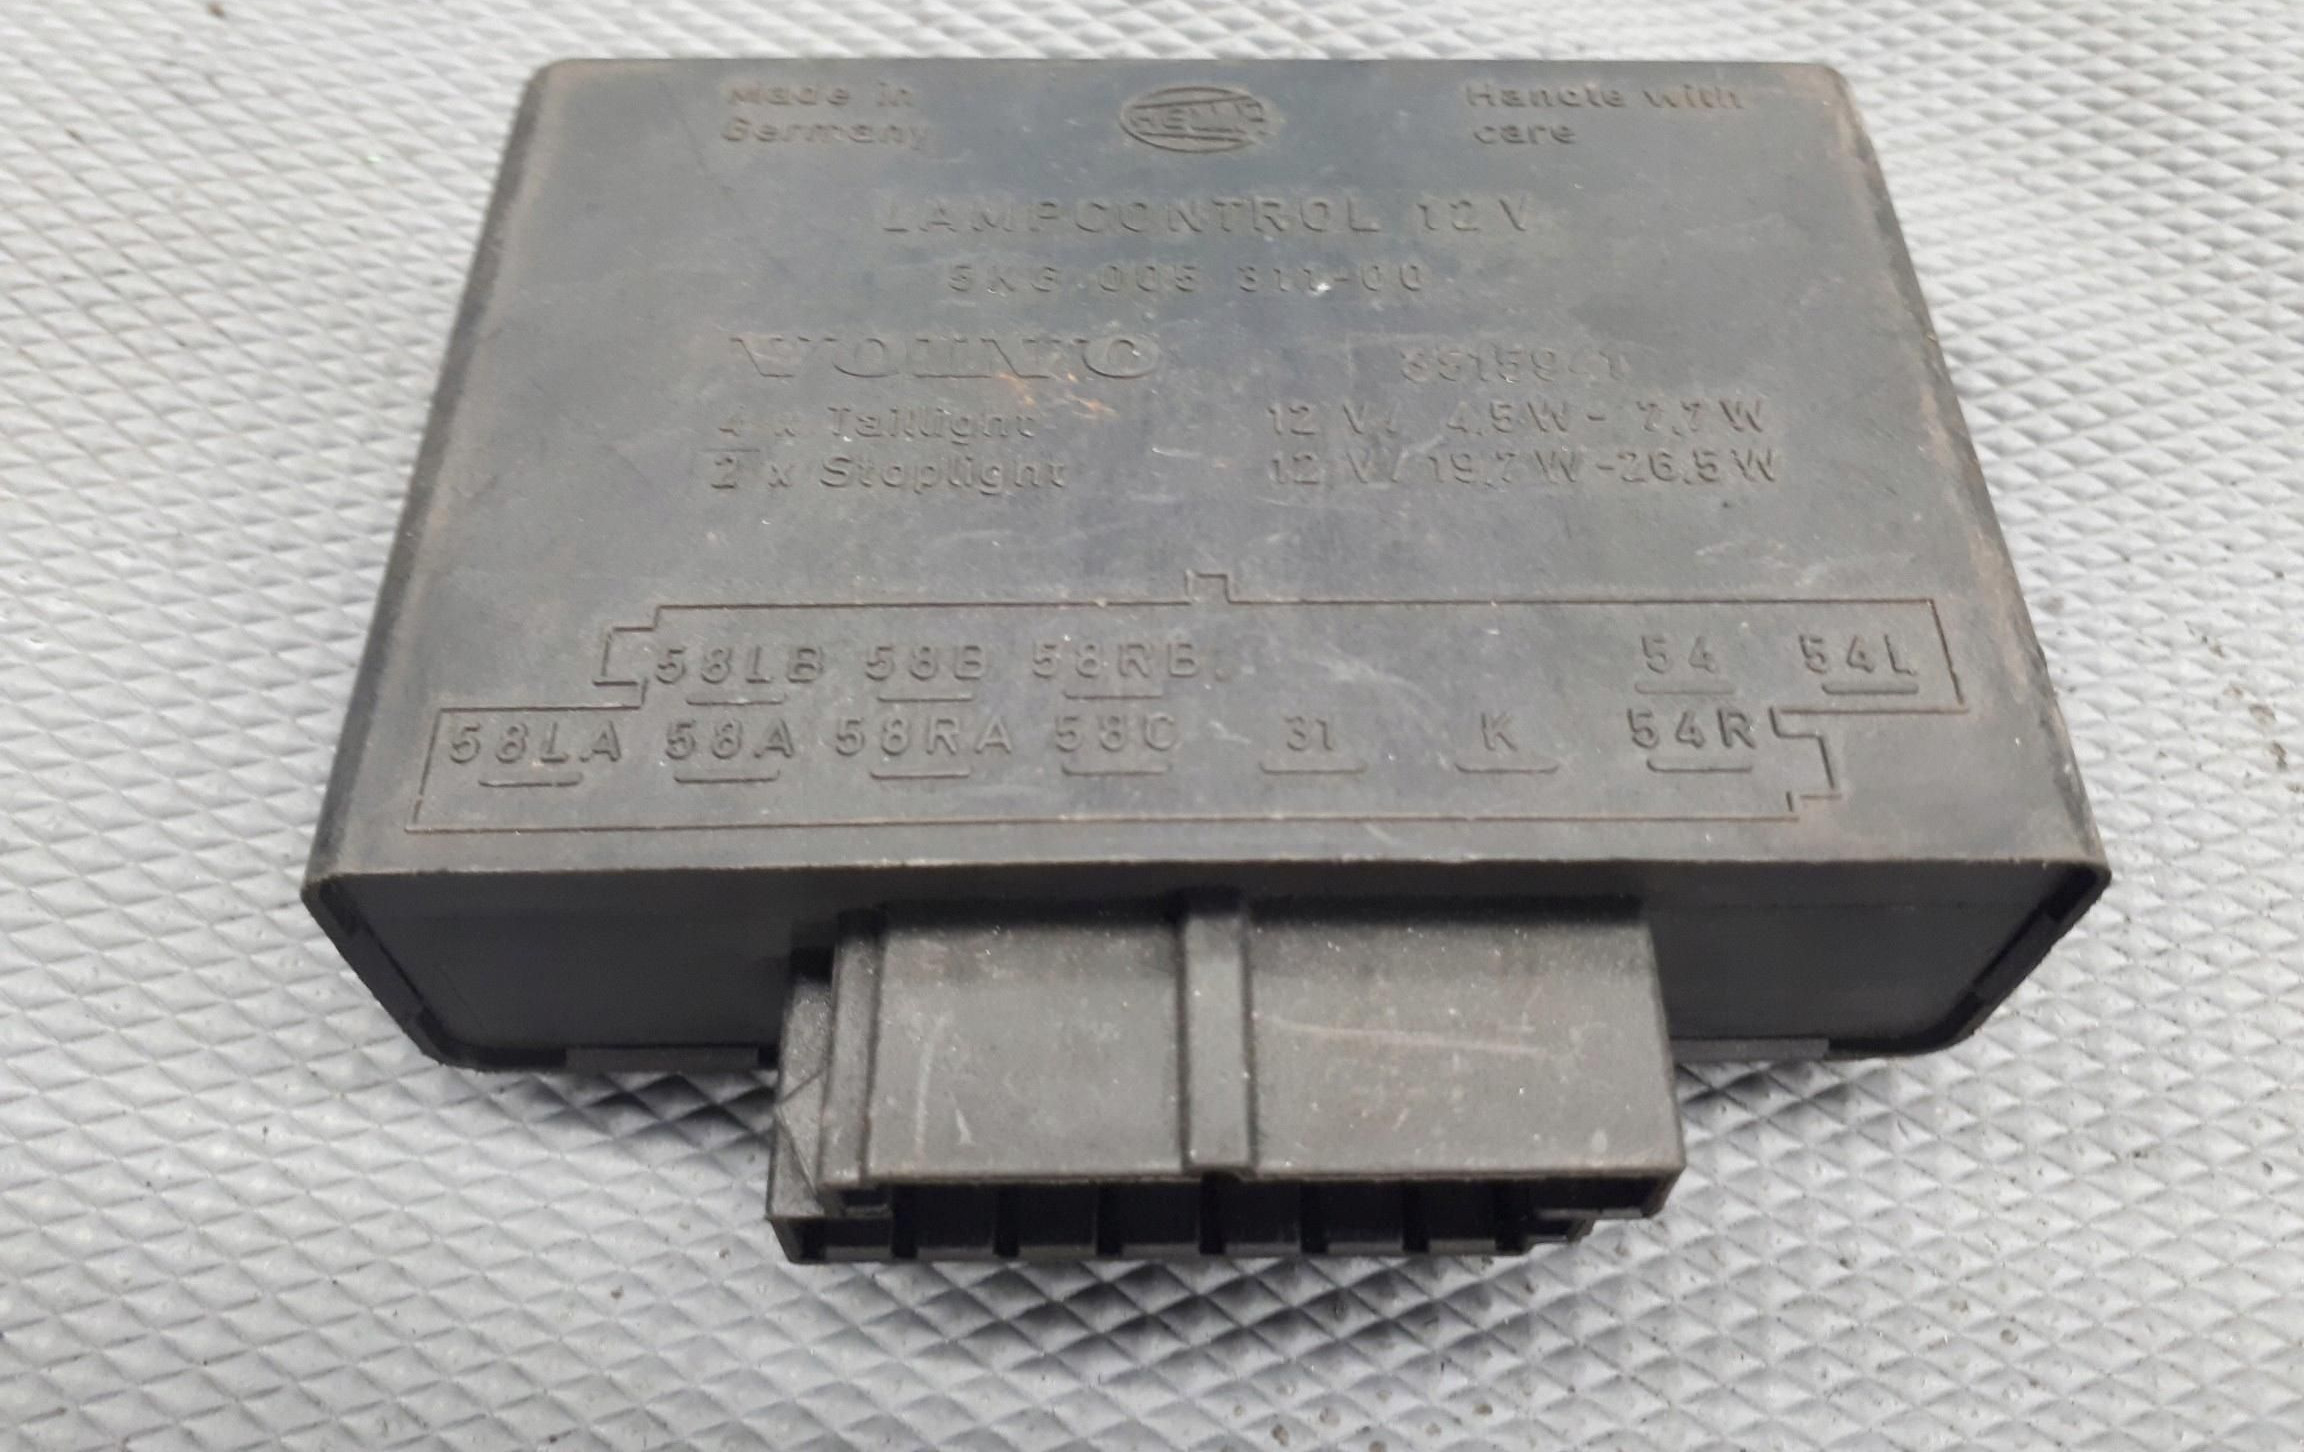 Made in
Germany
HELLA
Handle with
care
LAMPCONTROL 12V
5KG 005 311-00
VOLVO 3515941
4 x Taillight 12 V / 4,5W - 7,7W
2 x Stoplight 12 V / 19,7W - 26,5W
58LB 58B 58RB 54 54L
58LA 58A 58RA 58C 31 K 54R